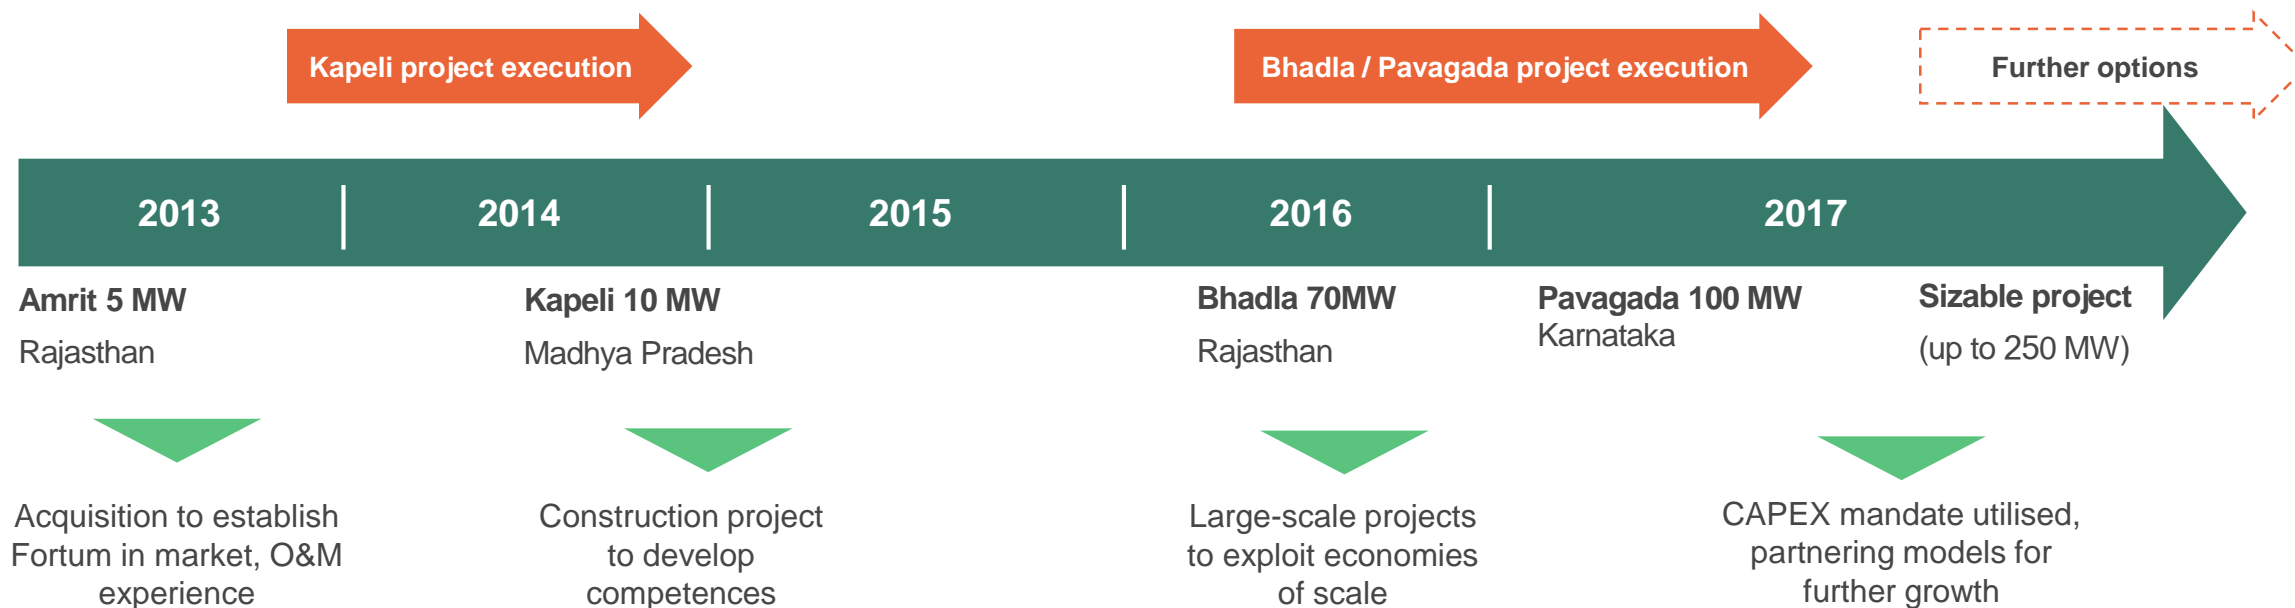 Kapeli project execution
Bhadla / Pavagada project execution
Further options
2013
2014
2015
2016
2017
Amrit 5 MW
Rajasthan
Kapeli 10 MW
Madhya Pradesh
Bhadla 70MW
Rajasthan
Pavagada 100 MW
Karnataka
Sizable project
(up to 250 MW)
Acquisition to establish
Fortum in market, O&M
experience
Construction project
to develop
competences
Large-scale projects
to exploit economies
of scale
CAPEX mandate utilised,
partnering models for
further growth